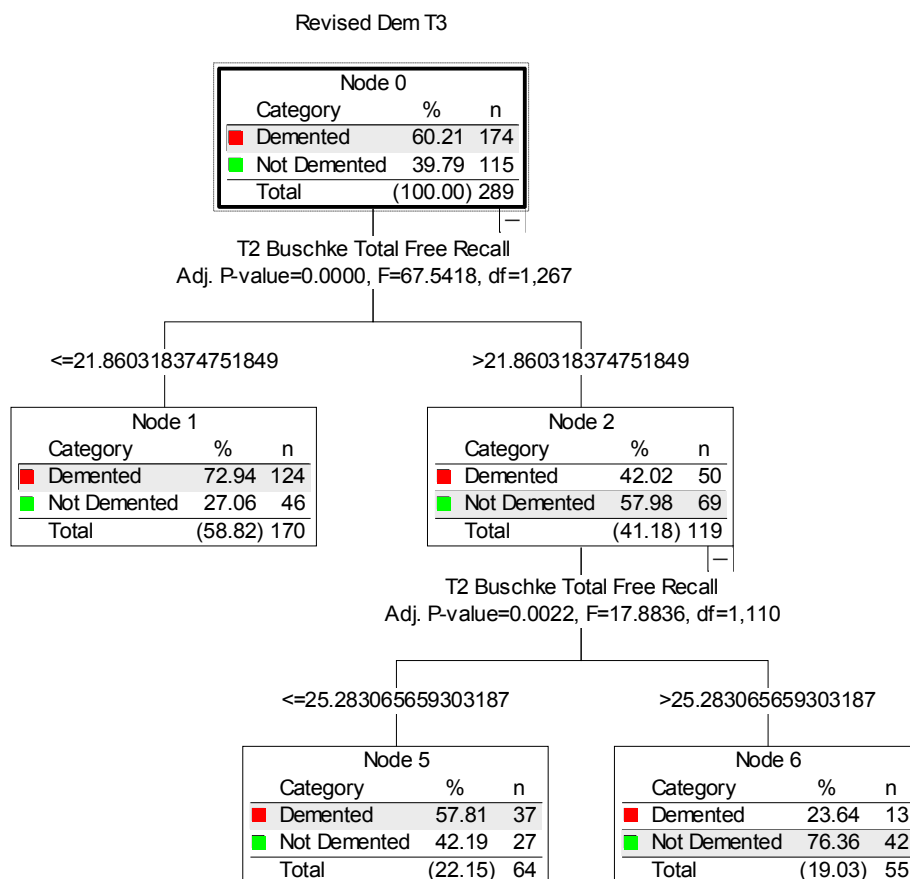 Revised Dem T3
Node 0
Category % n
Demented 60.21 174
Not Demented 39.79 115
Total (100.00) 289
T2 Buschke Total Free Recall
Adj. P-value=0.0000, F=67.5418, df=1,267
<=21.860318374751849 >21.860318374751849
Node 1
Category % n
Demented 72.94 124
Not Demented 27.06 46
Total (58.82) 170
Node 2
Category % n
Demented 42.02 50
Not Demented 57.98 69
Total (41.18) 119
T2 Buschke Total Free Recall
Adj. P-value=0.0022, F=17.8836, df=1,110
<=25.283065659303187 >25.283065659303187
Node 5
Category % n
Demented 57.81 37
Not Demented 42.19 27
Total (22.15) 64
Node 6
Category % n
Demented 23.64 13
Not Demented 76.36 42
Total (19.03) 55